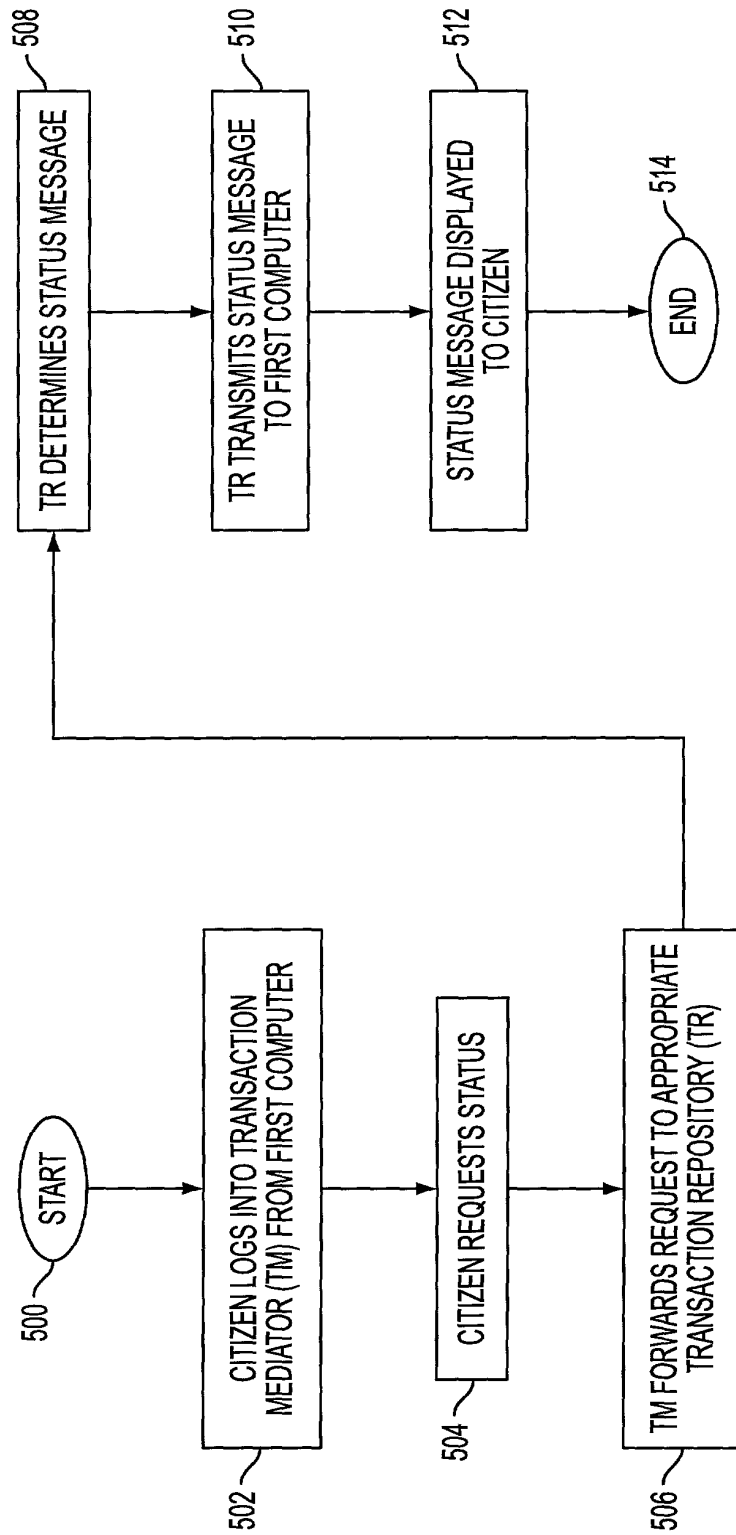 START
500
CITIZEN LOGS INTO TRANSACTION
MEDIATOR (TM) FROM FIRST COMPUTER
502
CITIZEN REQUESTS STATUS
504
TM FORWARDS REQUEST TO APPROPRIATE
TRANSACTION REPOSITORY (TR)
506
TR DETERMINES STATUS MESSAGE
508
TR TRANSMITS STATUS MESSAGE
TO FIRST COMPUTER
510
STATUS MESSAGE DISPLAYED
TO CITIZEN
512
END
514